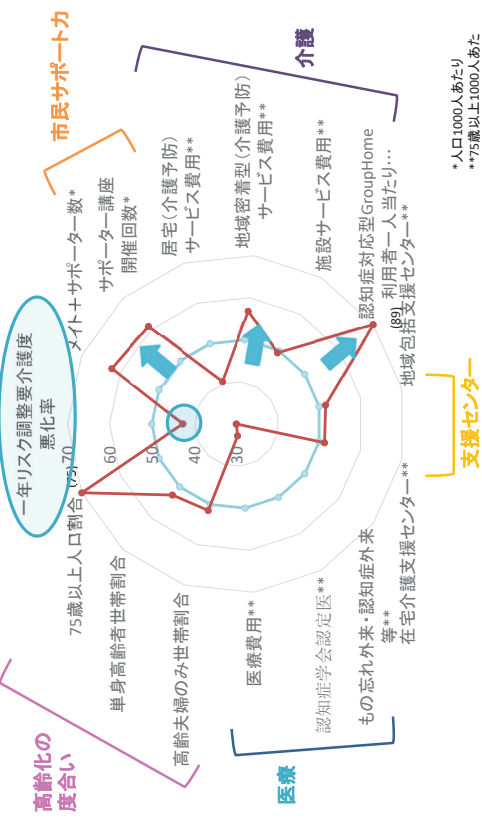 一年リスク調整要介護度
悪化率
メイト＋サポーター数*
サポーター講座
開催回数*
居宅（介護予防）
サービス費用**
地域密着型（介護予防）
サービス費用**
施設サービス費用**
認知症対応型GroupHome
利用者一人当たり…
地域包括支援センター**
在宅介護支援センター**
もの忘れ外来・認知症外来
等**
認知症学会認定医**
医療費用**
高齢夫婦のみ世帯割合
単身高齢者世帯割合
75歳以上人口割合
(75)
70
60
50
40
30
(89)
市民サポート力
介護
支援センター
医療
高齢化の
度合い
*人口1000人あたり
**75歳以上1000人あた